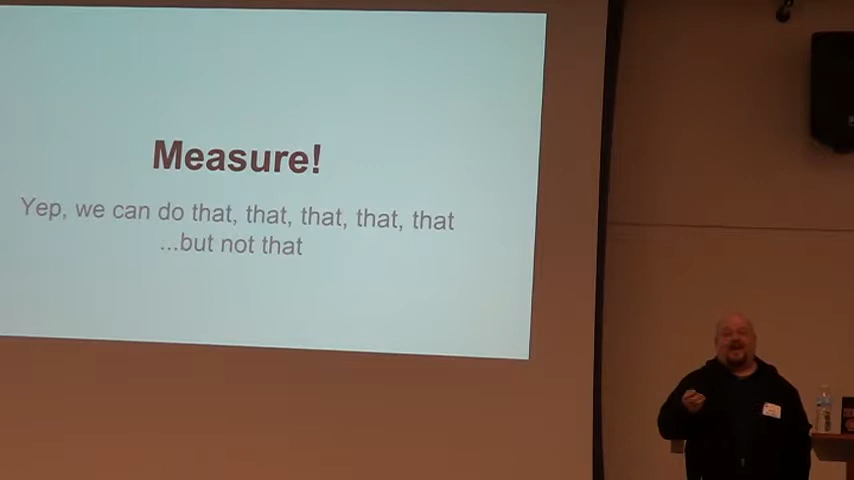 Measure!
Yep, we can do that, that, that, that, that
...but not that